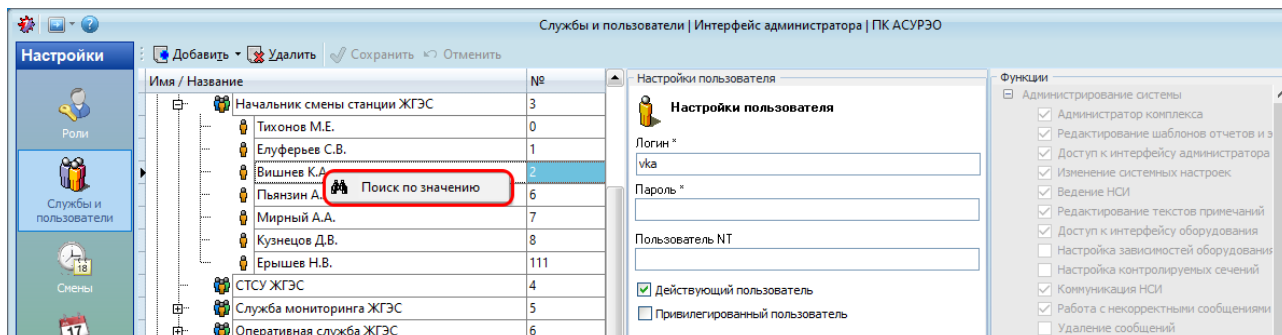 Службы и пользователи | Интерфейс администратора | ПК АСУРЭО
Настройки
Добавить Удалить Сохранить Отменить
Роли
Службы и
пользователи
Смены
18
17
Имя / Название №
Начальник смены станции ЖГЭС 3
Тихонов М.Е. 0
Елуферьев С.В. 1
Вишнев К.А. 2
Поиск по значению
Пьянзин А. 6
Мирный А.А. 7
Кузнецов Д.В. 8
Ерышев Н.В. 111
СТСУ ЖГЭС 4
Служба мониторинга ЖГЭС 5
Оперативная служба ЖГЭС 6
Настройки пользователя
Настройки пользователя
Логин *
vka
Пароль *
Пользователь NT
Действующий пользователь
Привилегированный пользователь
Функции
Администрирование системы
Администратор комплекса
Редактирование шаблонов отчетов и э
Доступ к интерфейсу администратора
Изменение системных настроек
Ведение НСИ
Редактирование текстов примечаний
Доступ к интерфейсу оборудования
Настройка зависимостей оборудования
Настройка контролируемых сечений
Коммуникация НСИ
Работа с некорректными сообщениями
Удаление сообщений